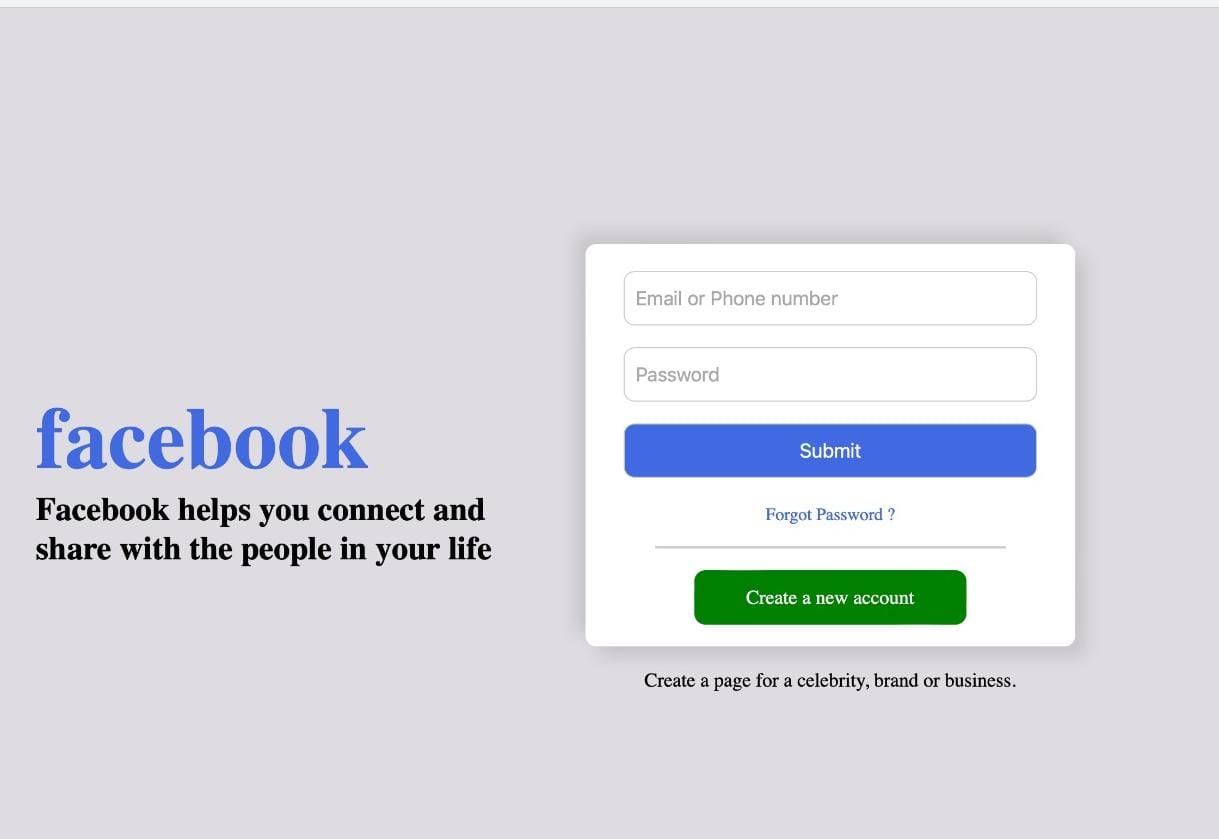 facebook
Facebook helps you connect and
share with the people in your life
Email or Phone number
Password
Submit
Forgot Password ?
Create a new account
Create a page for a celebrity, brand or business.